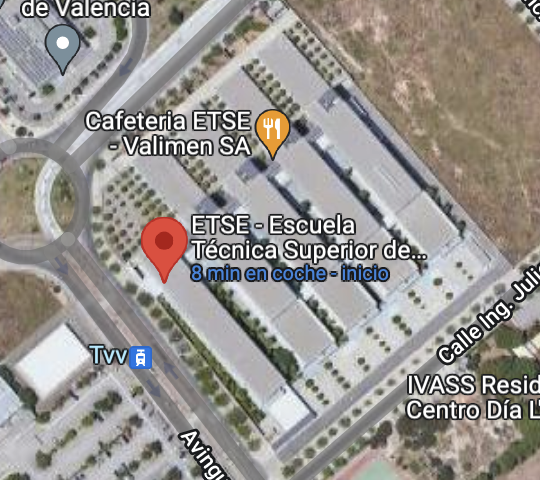 de Valencia
Cafeteria ETSE
- Valimen SA
ETSE - Escuela
Técnica Superior de...
8 min en coche - inicio
Tvv
Calle Ing. Julio
IVASS Resid
Centro Día L'
Avingu